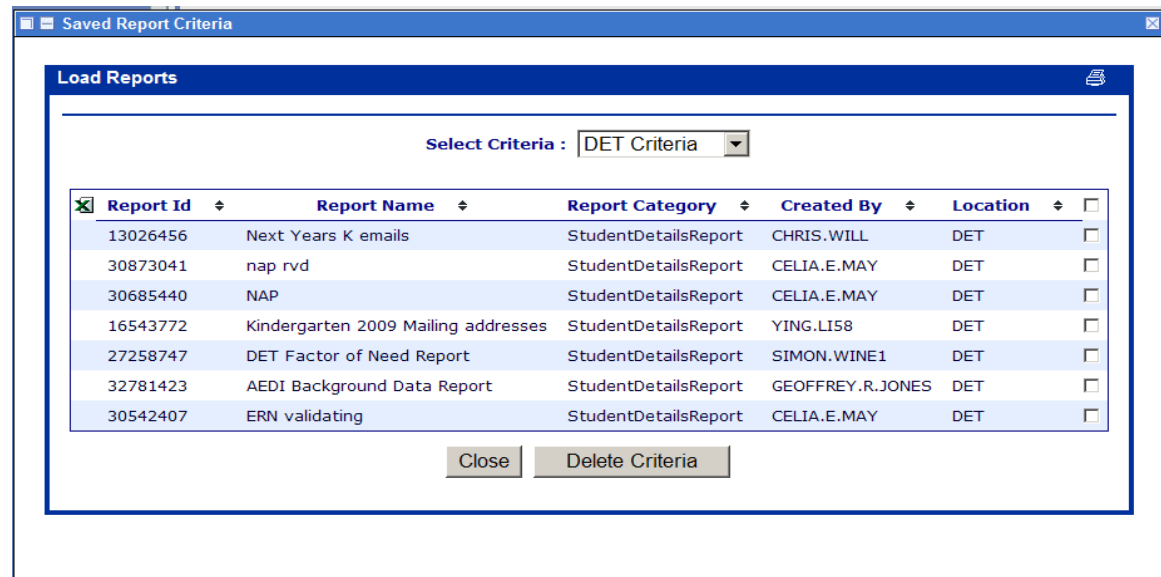 Saved Report Criteria
Load Reports
Select Criteria : DET Criteria
Report Id Report Name Report Category Created By Location
13026456 Next Years K emails StudentDetailsReport CHRIS.WILL DET
30873041 nap rvd StudentDetailsReport CELIA.E.MAY DET
30685440 NAP StudentDetailsReport CELIA.E.MAY DET
16543772 Kindergarten 2009 Mailing addresses StudentDetailsReport YING.LI58 DET
27258747 DET Factor of Need Report StudentDetailsReport SIMON.WINE1 DET
32781423 AEDI Background Data Report StudentDetailsReport GEOFFREY.R.JONES DET
30542407 ERN validating StudentDetailsReport CELIA.E.MAY DET
Close Delete Criteria